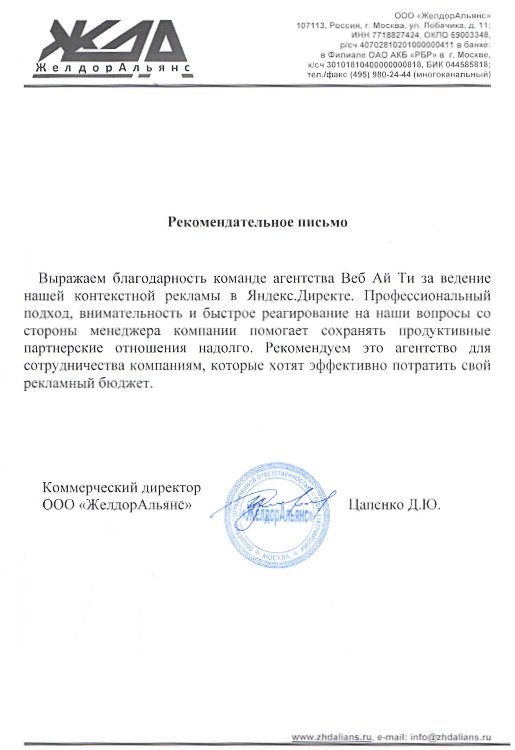 ЖДА
ЖелдорАльянс
ООО «ЖелдорАльянс»
107113, Россия, г. Москва, ул. Лобачика, д. 11;
ИНН 7718827424, ОКПО 69003348,
р/сч 40702810201000000411 в банке:
в Филиале ОАО АКБ «РБР» в г. Москве,
к/сч 30101810400000000818, БИК 044585818;
тел./факс (495) 980-24-44 (многоканальный)
Рекомендательное письмо
Выражаем благодарность команде агентства Веб Ай Ти за ведение
нашей контекстной рекламы в Яндекс.Директе. Профессиональный
подход, внимательность и быстрое реагирование на наши вопросы со
стороны менеджера компании помогает сохранять продуктивные
партнерские отношения надолго. Рекомендуем это агентство для
сотрудничества компаниям, которые хотят эффективно потратить свой
рекламный бюджет.
Коммерческий директор
ООО «ЖелдорАльянс»
«ЖелдорАльянс»
МОСКВА
Цапенко Д.Ю.
www.zhdalians.ru, e-mail: info@zhdalians.ru